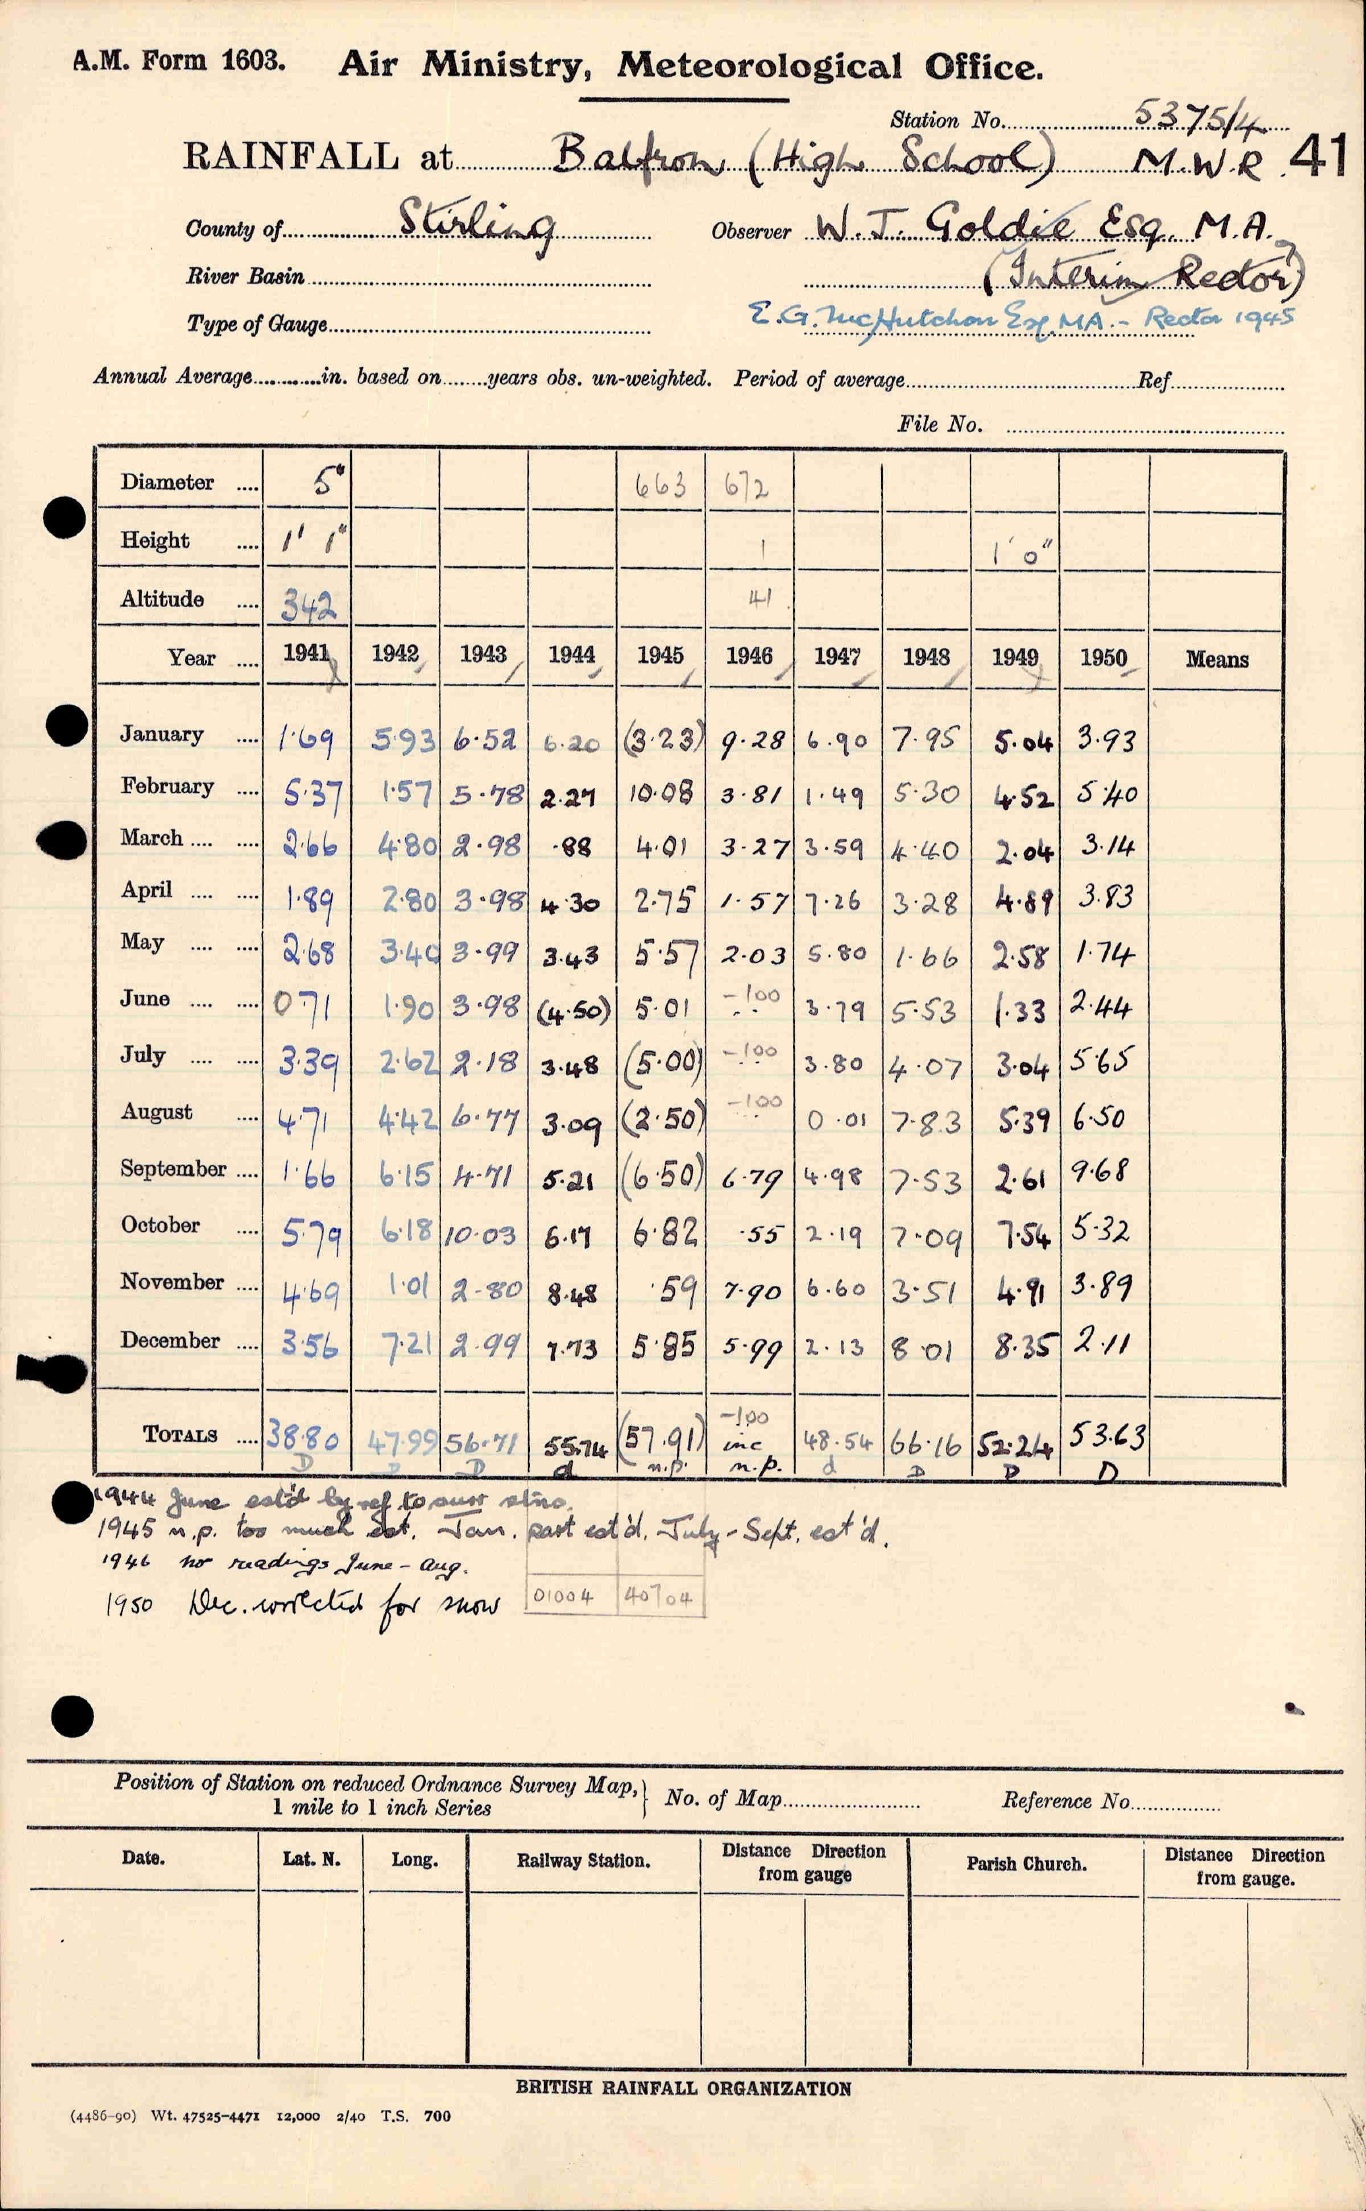 A.M. Form 1603. Air Ministry, Meteorological Office.
Station No. 5375/4
RAINFALL at Balfron (High School) M.W.R. 41
County of Stirling Observer W. J. Goldie Esq. M.A.
River Basin (Interim Rector)
Type of Gauge E.G. McHutchon Esq. MA. - Rector 1945
Annual Average in. based on years obs. un-weighted. Period of average Ref
File No.
Diameter 5" 663 672
Height 1' 1" 1 1' 0"
Altitude 342 41
Year 1941 1942 1943 1944 1945 1946 1947 1948 1949 1950 Means
January 1.69 5.93 6.52 6.20 (3.23) 9.28 6.90 7.95 5.04 3.93
February 5.37 1.57 5.78 2.27 10.08 3.81 1.49 5.30 4.52 5.40
March 2.66 4.80 2.98 .88 4.01 3.27 3.59 4.40 2.04 3.14
April 1.89 2.80 3.98 4.30 2.75 1.57 7.26 3.28 4.89 3.83
May 2.68 3.40 3.99 3.43 5.57 2.03 5.80 1.66 2.58 1.74
June 0.71 1.90 3.98 (4.50) 5.01 -100 3.79 5.53 1.33 2.44
July 3.39 2.62 2.18 3.48 (5.00) -100 3.80 4.07 3.04 5.65
August 4.71 4.42 6.77 3.09 (2.50) -100 0.01 7.83 5.39 6.50
September 1.66 6.15 4.71 5.21 (6.50) 6.79 4.98 7.53 2.61 9.68
October 5.79 6.18 10.03 6.17 6.82 .55 2.19 7.09 7.54 5.32
November 4.69 1.01 2.80 8.48 .59 7.90 6.60 3.51 4.91 3.89
December 3.56 7.21 2.99 7.73 5.85 5.99 2.13 8.01 8.35 2.11
TOTALS 38.80 47.99 56.71 55.74 (57.91) -100 inc 48.54 66.16 52.24 53.63
D D D d n.p. n.p. d D D D
1944 June est'd by ref to surr stns.
1945 n.p. too much est. Jan. part est'd. July - Sept. est'd.
1946 no readings June - Aug.
1950 Dec. corrected for snow 01004 40704
Position of Station on reduced Ordnance Survey Map, 1 mile to 1 inch Series No. of Map Reference No.
Date. Lat. N. Long. Railway Station. Distance from gauge Direction Parish Church. Distance Direction from gauge.
BRITISH RAINFALL ORGANIZATION
(4486-90) Wt. 47525-4471 12,000 2/40 T.S. 700